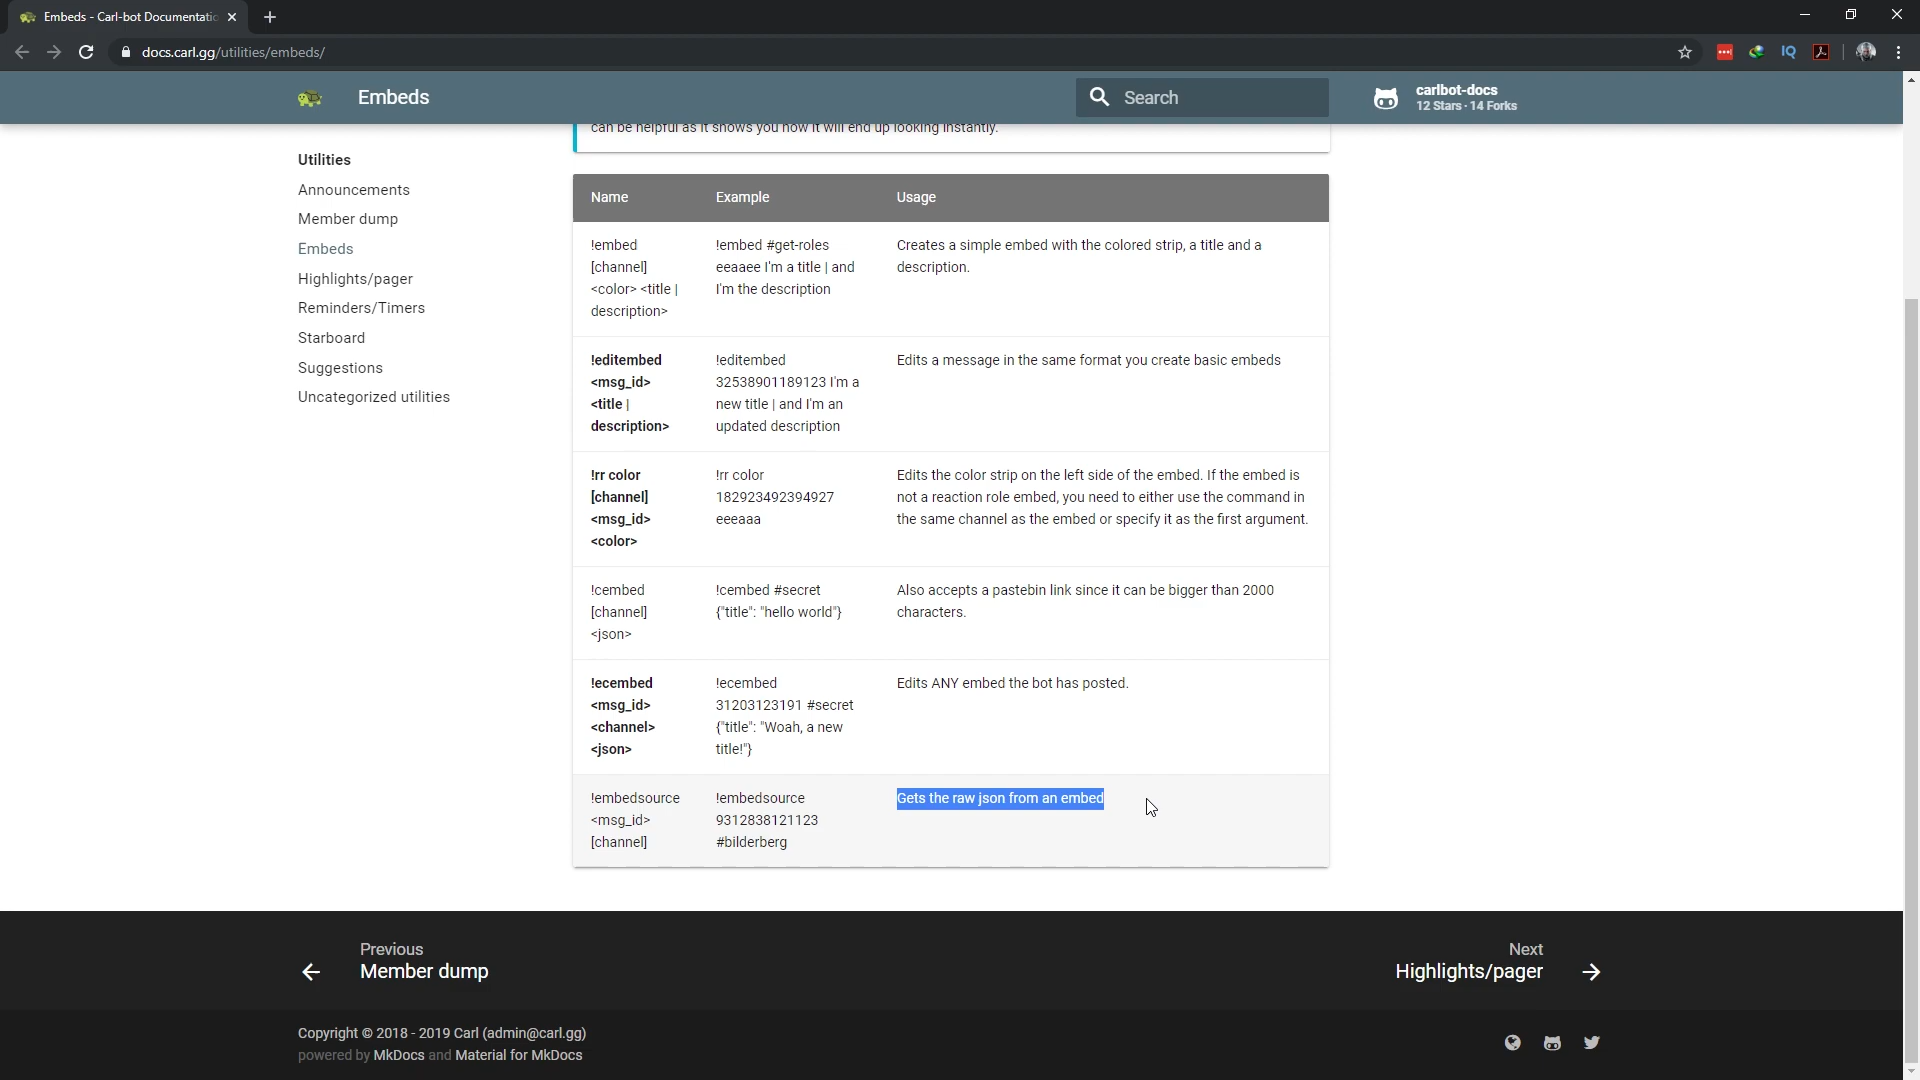 Embeds - Carl-bot Documentatio
docs.carl.gg/utilities/embeds/
Embeds
Search
carlbot-docs
12 Stars · 14 Forks
can be helpful as it shows you how it will end up looking instantly.
Utilities
Announcements
Member dump
Embeds
Highlights/pager
Reminders/Timers
Starboard
Suggestions
Uncategorized utilities
Name Example Usage
!embed
[channel]
<color> <title |
description>
!embed #get-roles
eeaaee I'm a title | and
I'm the description
Creates a simple embed with the colored strip, a title and a
description.
!editembed
<msg_id>
<title |
description>
!editembed
32538901189123 I'm a
new title | and I'm an
updated description
Edits a message in the same format you create basic embeds
!rr color
[channel]
<msg_id>
<color>
!rr color
182923492394927
eeeaaa
Edits the color strip on the left side of the embed. If the embed is
not a reaction role embed, you need to either use the command in
the same channel as the embed or specify it as the first argument.
!cembed
[channel]
<json>
!cembed #secret
{"title": "hello world"}
Also accepts a pastebin link since it can be bigger than 2000
characters.
!ecembed
<msg_id>
<channel>
<json>
!ecembed
31203123191 #secret
{"title": "Woah, a new
title!"}
Edits ANY embed the bot has posted.
!embedsource
<msg_id>
[channel]
!embedsource
9312838121123
#bilderberg
Gets the raw json from an embed
Previous
Member dump
Next
Highlights/pager
Copyright © 2018 - 2019 Carl (admin@carl.gg)
powered by MkDocs and Material for MkDocs